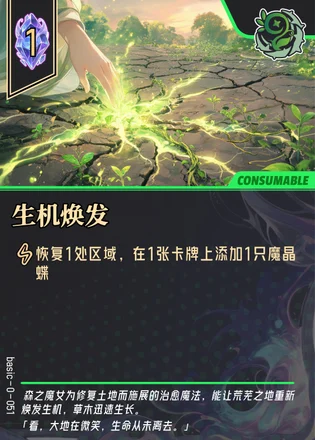 1
CONSUMABLE
生机焕发
恢复1处区域，在1张卡牌上添加1只魔晶
蝶
basic-0-051
森之魔女为修复土地而施展的治愈魔法，能让荒芜之地重新
焕发生机，草木迅速生长。
「看，大地在微笑，生命从未离去。」